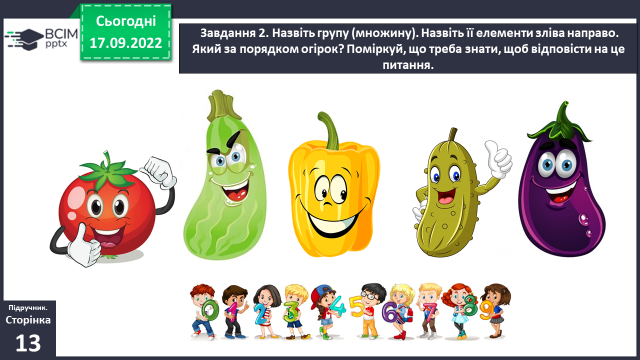 Сьогодні
17.09.2022
BCIM
pptx
Завдання 2. Назвіть групу (множину). Назвіть її елементи зліва направо.
Який за порядком огірок? Поміркуй, що треба знати, щоб відповісти на це
питання.
0 1 2 3 4 5 6 7 8 9
Підручник.
Сторінка
13